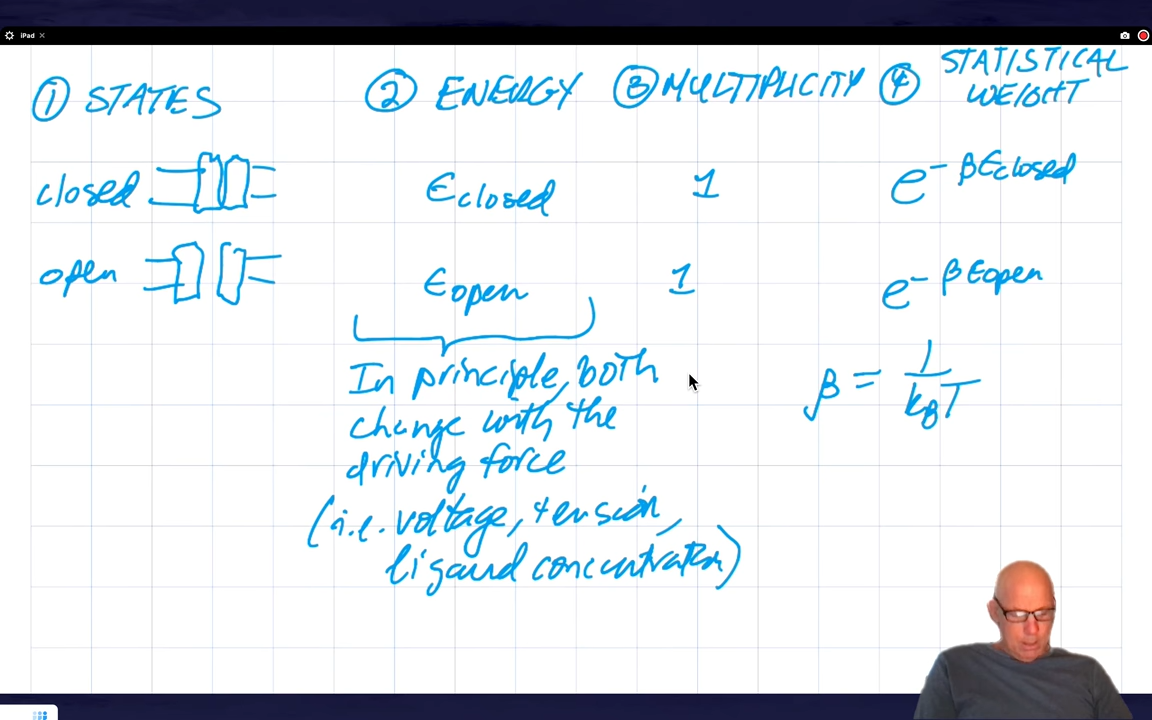 iPad
① STATES ② ENERGY ③ MULTIPLICITY ④ STATISTICAL WEIGHT
closed ϵclosed 1 e^-βϵclosed
open ϵopen 1 e^-βϵopen
In principle, both
change with the
driving force
(i.e. voltage, tension,
ligand concentration)
β = 1/kBT